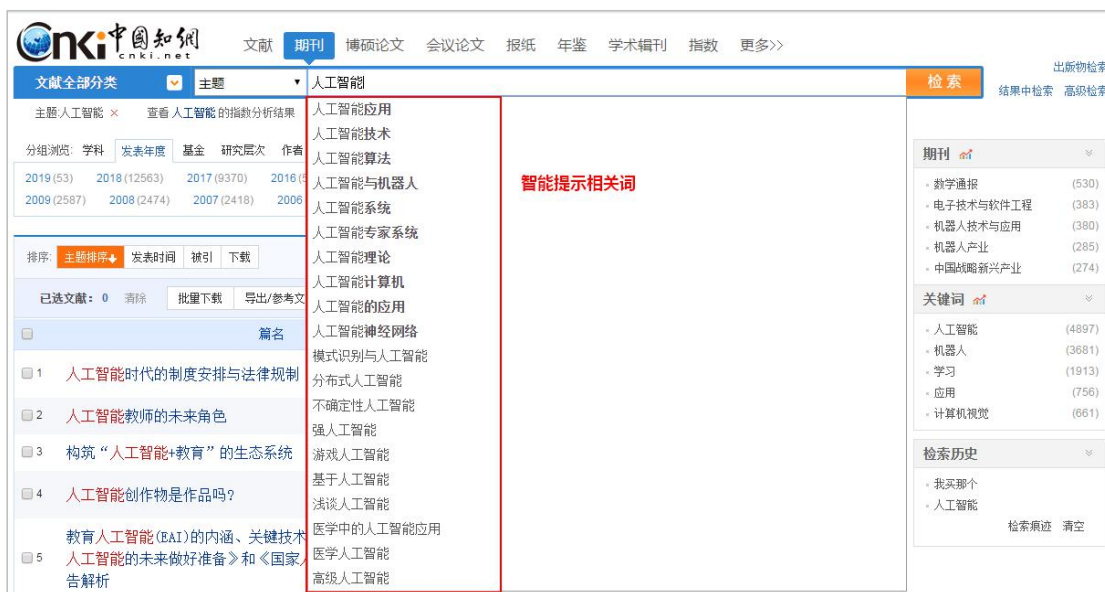 cnki中国知网
cnki.net
文献 期刊 博硕论文 会议论文 报纸 年鉴 学术辑刊 指数 更多>>
出版物检索
文献全部分类 主题 人工智能 检索 结果中检索 高级检索
主题:人工智能 × 查看 人工智能 的指数分析结果
分组浏览: 学科 发表年度 基金 研究层次 作者
2019(53) 2018(12563) 2017(9370) 2016
2009(2587) 2008(2474) 2007(2418) 2006
排序: 主题排序 发表时间 被引 下载
已选文献: 0 清除 批量下载 导出/参考文
篇名
1 人工智能时代的制度安排与法律规制
2 人工智能教师的未来角色
3 构筑“人工智能+教育”的生态系统
4 人工智能创作物是作品吗?
教育人工智能(EAI)的内涵、关键技术
5 人工智能的未来做好准备》和《国家
告解析
人工智能应用
人工智能技术
人工智能算法
人工智能与机器人
人工智能系统
人工智能专家系统
人工智能理论
人工智能计算机
人工智能的应用
人工智能神经网络
模式识别与人工智能
分布式人工智能
不确定性人工智能
强人工智能
游戏人工智能
基于人工智能
浅谈人工智能
医学中的人工智能应用
医学人工智能
高级人工智能
智能提示相关词
期刊
数学通报 (530)
电子技术与软件工程 (383)
机器人技术与应用 (380)
机器人产业 (285)
中国战略新兴产业 (274)
关键词
人工智能 (4897)
机器人 (3681)
学习 (1913)
应用 (756)
计算机视觉 (661)
检索历史
我买那个
人工智能
检索痕迹 清空